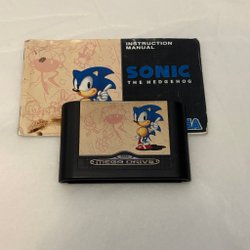 INSTRUCTION
MANUAL
SONIC
THE HEDGEHOG
SEGA
MEGA DRIVE